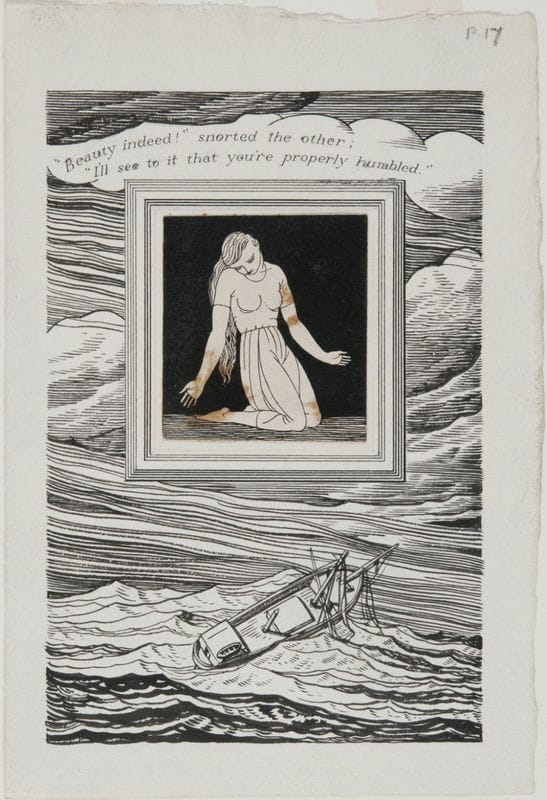 P. 17
"Beauty indeed!" snorted the other;
"I'll see to it that you're properly humbled."